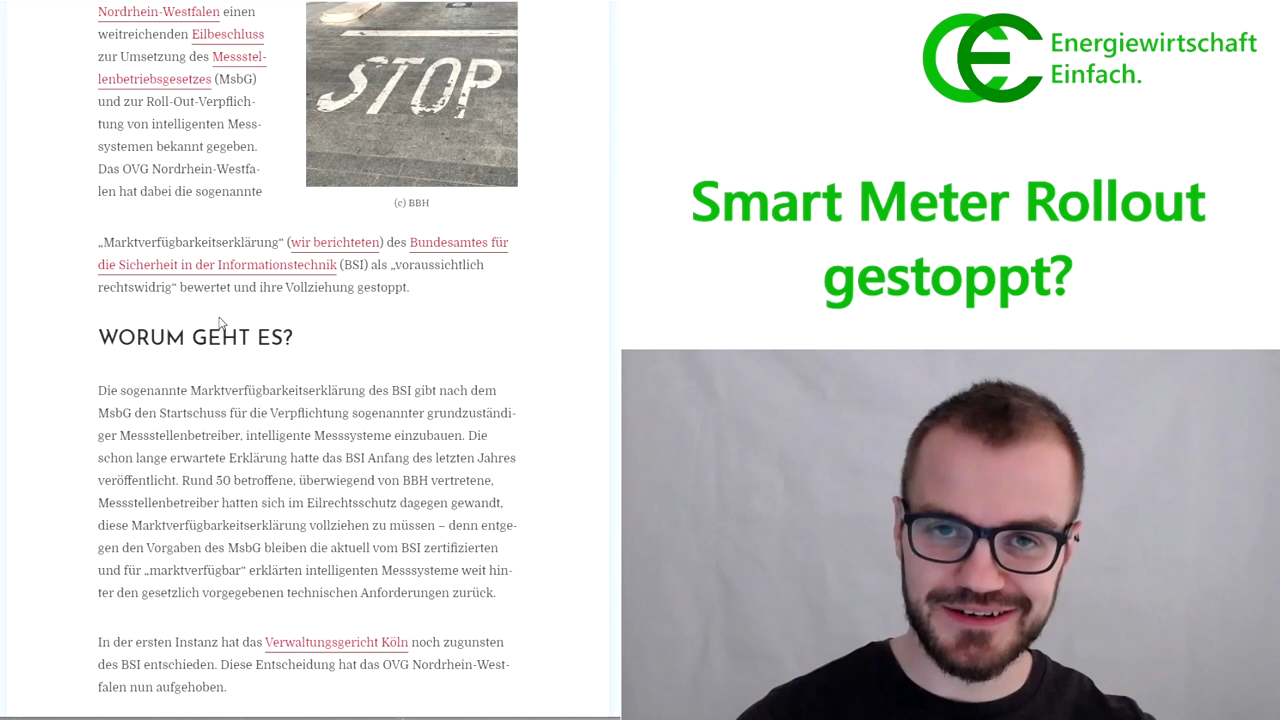 Nordrhein-Westfalen einen
weitreichenden Eilbeschluss
zur Umsetzung des Messstel-
lenbetriebsgesetzes (MsbG)
und zur Roll-Out-Verpflich-
tung von intelligenten Mess-
systemen bekannt gegeben.
Das OVG Nordrhein-Westfa-
len hat dabei die sogenannte
STOP
(c) BBH
„Marktverfügbarkeitserklärung“ (wir berichteten) des Bundesamtes für
die Sicherheit in der Informationstechnik (BSI) als „voraussichtlich
rechtswidrig“ bewertet und ihre Vollziehung gestoppt.
WORUM GEHT ES?
Die sogenannte Marktverfügbarkeitserklärung des BSI gibt nach dem
MsbG den Startschuss für die Verpflichtung sogenannter grundzuständi-
ger Messstellenbetreiber, intelligente Messsysteme einzubauen. Die
schon lange erwartete Erklärung hatte das BSI Anfang des letzten Jahres
veröffentlicht. Rund 50 betroffene, überwiegend von BBH vertretene,
Messstellenbetreiber hatten sich im Eilrechtsschutz dagegen gewandt,
diese Marktverfügbarkeitserklärung vollziehen zu müssen – denn entge-
gen den Vorgaben des MsbG bleiben die aktuell vom BSI zertifizierten
und für „marktverfügbar“ erklärten intelligenten Messsysteme weit hin-
ter den gesetzlich vorgegebenen technischen Anforderungen zurück.
In der ersten Instanz hat das Verwaltungsgericht Köln noch zugunsten
des BSI entschieden. Diese Entscheidung hat das OVG Nordrhein-West-
falen nun aufgehoben.
Energiewirtschaft
Einfach.
Smart Meter Rollout
gestoppt?